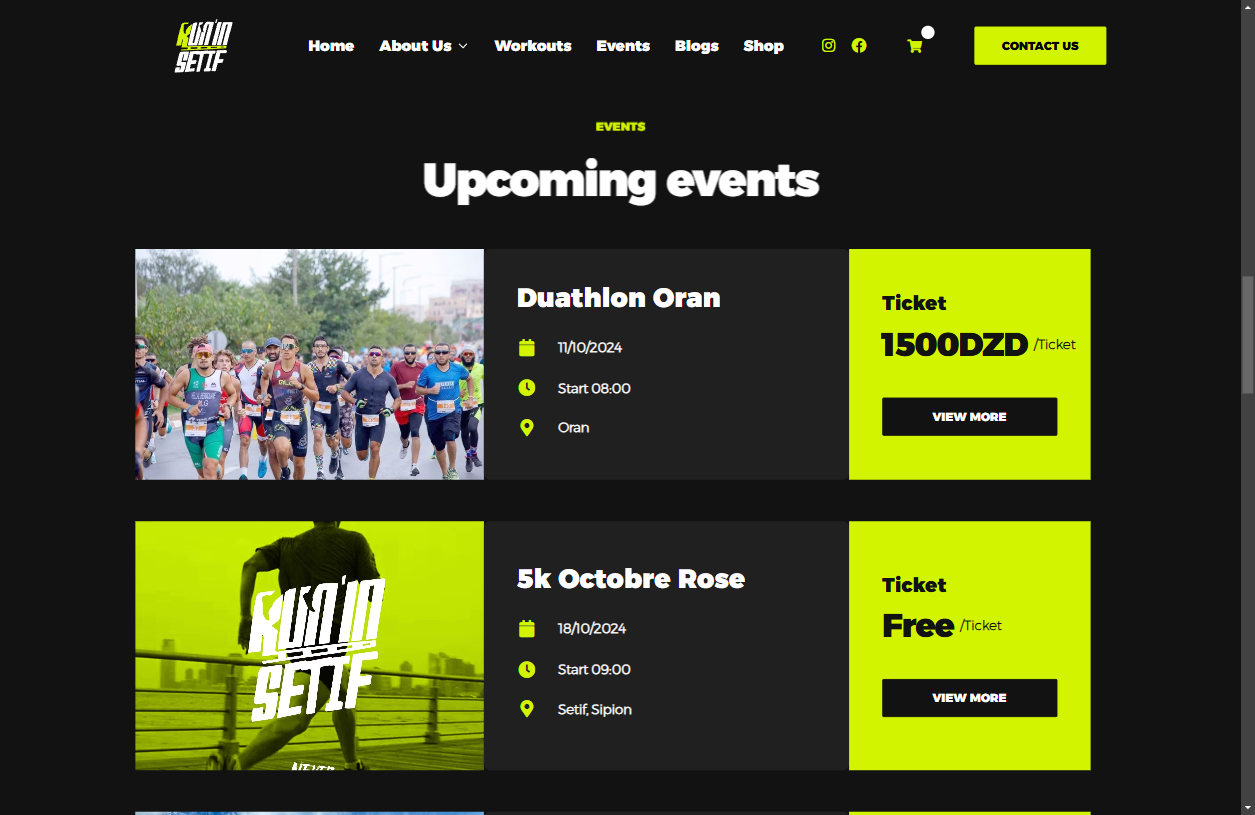 RUN'IN
SETIF
Home
About Us
Workouts
Events
Blogs
Shop
CONTACT US
EVENTS
Upcoming events
Duathlon Oran
11/10/2024
Start 08:00
Oran
Ticket
1500DZD /Ticket
VIEW MORE
RUN'IN
SETIF
NEVER
5k Octobre Rose
18/10/2024
Start 09:00
Setif, Sipion
Ticket
Free /Ticket
VIEW MORE